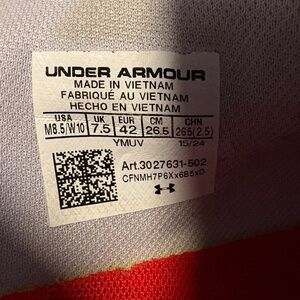 UNDER ARMOUR
MADE IN VIETNAM
FABRIQUÉ AU VIETNAM
HECHO EN VIETNAM
USA UK EUR CM CHN
M8.5/W10 7.5 42 26.5 265(2.5)
YMUV 15/24
Art.3027631-502
CFNMH7P6Xx6B5xD